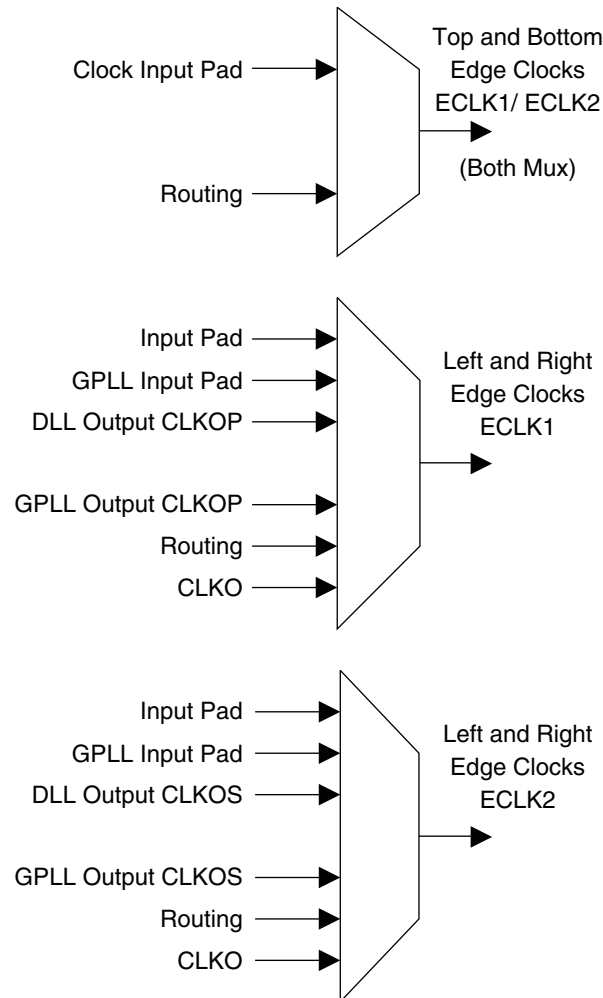 Clock Input Pad
Routing
Top and Bottom
Edge Clocks
ECLK1/ ECLK2
(Both Mux)
Input Pad
GPLL Input Pad
DLL Output CLKOP
GPLL Output CLKOP
Routing
CLKO
Left and Right
Edge Clocks
ECLK1
Input Pad
GPLL Input Pad
DLL Output CLKOS
GPLL Output CLKOS
Routing
CLKO
Left and Right
Edge Clocks
ECLK2